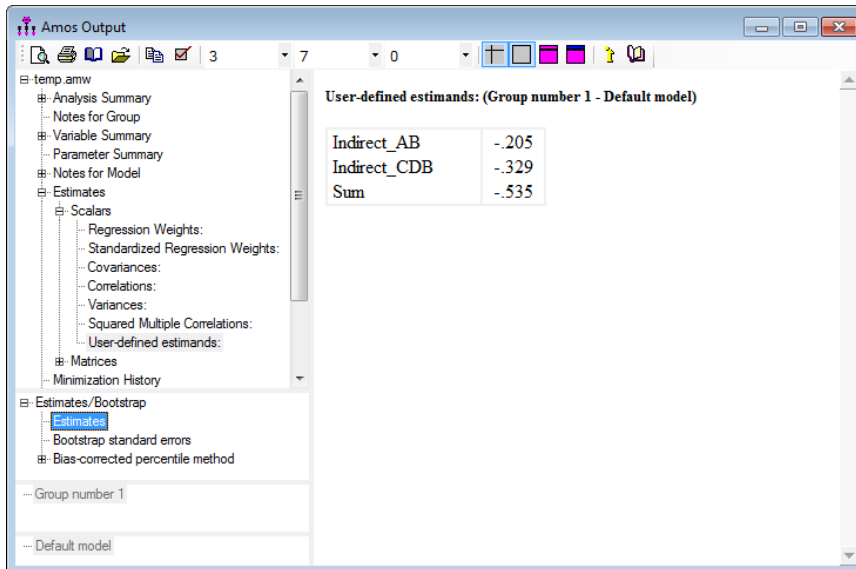 Amos Output
3 7 0
temp.amw
Analysis Summary
Notes for Group
Variable Summary
Parameter Summary
Notes for Model
Estimates
Scalars
Regression Weights:
Standardized Regression Weights:
Covariances:
Correlations:
Variances:
Squared Multiple Correlations:
User-defined estimands:
Matrices
Minimization History
Estimates/Bootstrap
Estimates
Bootstrap standard errors
Bias-corrected percentile method
Group number 1
Default model
User-defined estimands: (Group number 1 - Default model)
Indirect_AB -.205
Indirect_CDB -.329
Sum -.535